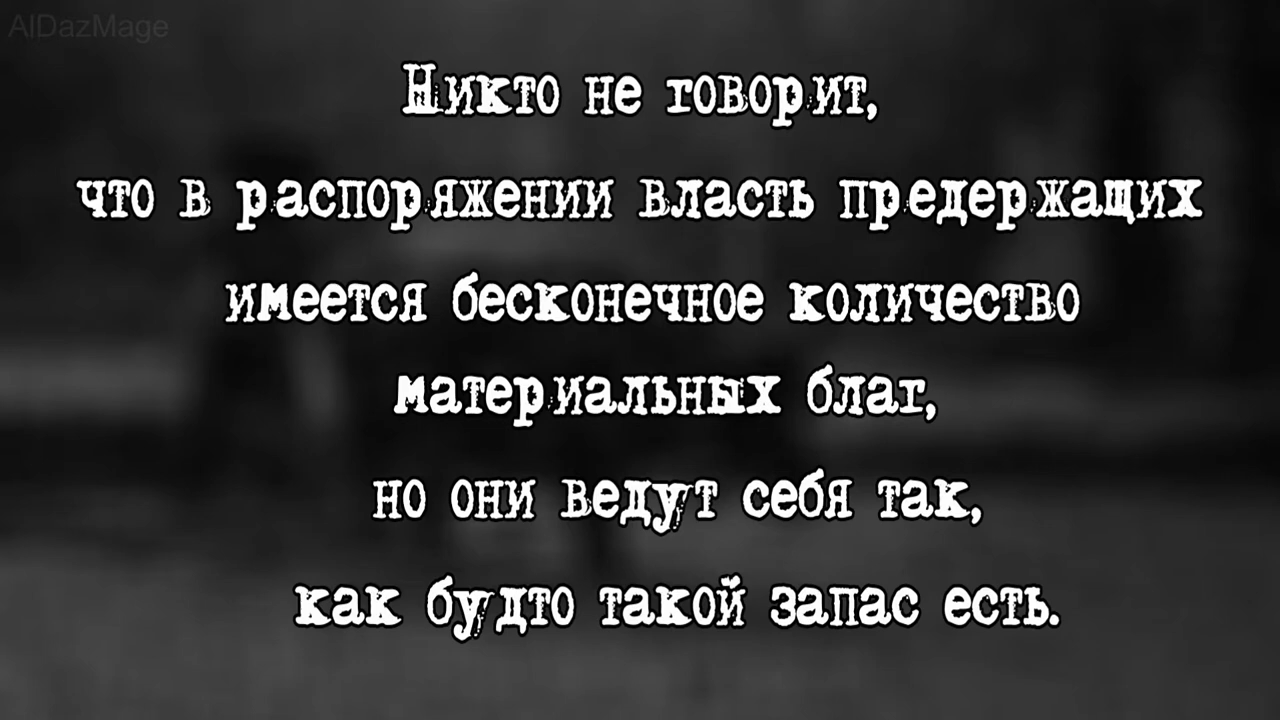 AlDazMage
Никто не говорит,
что в распоряжении власть предержащих
имеется бесконечное количество
материальных благ,
но они ведут себя так,
как будто такой запас есть.